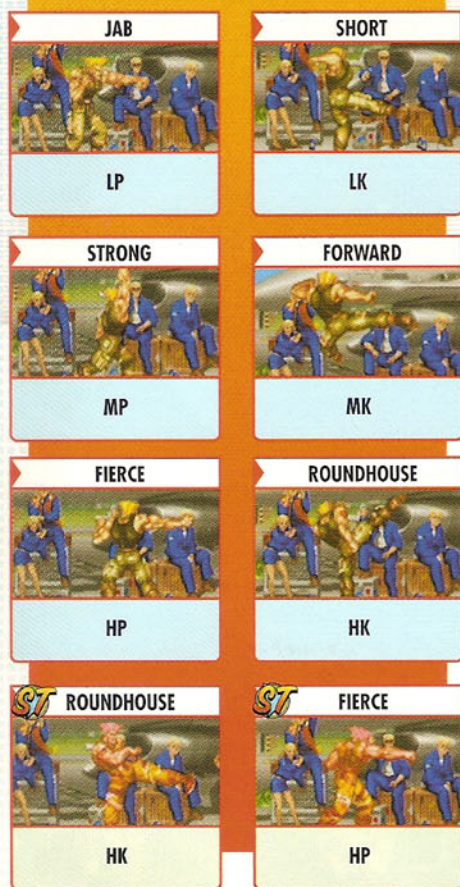 JAB
SHORT
LP
LK
STRONG
FORWARD
MP
MK
FIERCE
ROUNDHOUSE
HP
HK
ST ROUNDHOUSE
ST FIERCE
HK
HP